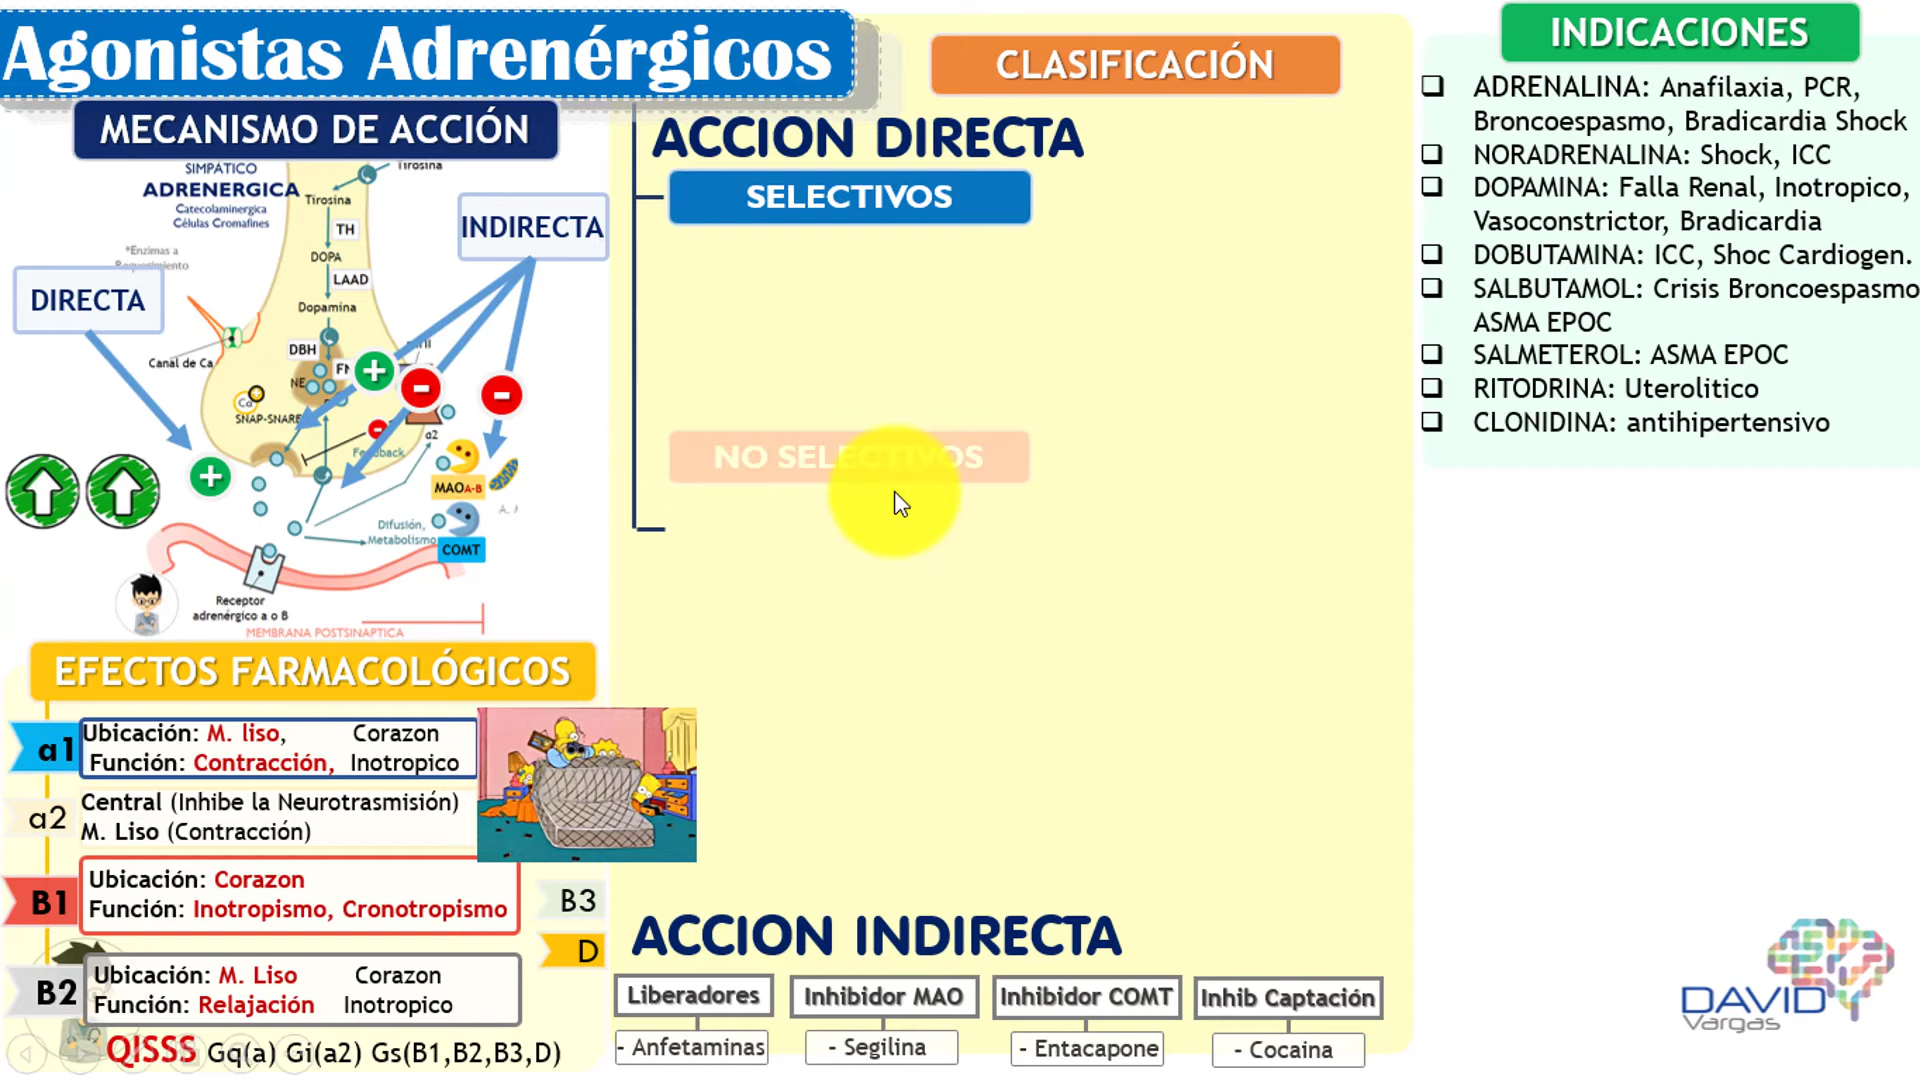 Agonistas Adrenérgicos
MECANISMO DE ACCIÓN
SIMPÁTICO
ADRENERGICA
Catecolaminergica
Células Cromafines
*Enzimas a
Requerimiento
Tirosina
Tirosina
TH
DOPA
LAAD
Dopamina
DBH
NE
INDIRECTA
DIRECTA
Canal de Ca
Ca
SNAP-SNARE
α2
Feedback
MAOA-B
Difusión,
Metabolismo
COMT
Receptor
adrenérgico a o B
MEMBRANA POSTSINAPTICA
EFECTOS FARMACOLÓGICOS
a1
Ubicación: M. liso, Corazon
Función: Contracción, Inotropico
a2
Central (Inhibe la Neurotrasmisión)
M. Liso (Contracción)
B1
Ubicación: Corazon
Función: Inotropismo, Cronotropismo
B3
D
B2
Ubicación: M. Liso Corazon
Función: Relajación Inotropico
QISSS Gq(a) Gi(a2) Gs(B1,B2,B3,D)
CLASIFICACIÓN
ACCION DIRECTA
SELECTIVOS
NO SELECTIVOS
ACCION INDIRECTA
Liberadores
- Anfetaminas
Inhibidor MAO
- Segilina
Inhibidor COMT
- Entacapone
Inhib Captación
- Cocaina
INDICACIONES
ADRENALINA: Anafilaxia, PCR,
Broncoespasmo, Bradicardia Shock
NORADRENALINA: Shock, ICC
DOPAMINA: Falla Renal, Inotropico,
Vasoconstrictor, Bradicardia
DOBUTAMINA: ICC, Shoc Cardiogen.
SALBUTAMOL: Crisis Broncoespasmo
ASMA EPOC
SALMETEROL: ASMA EPOC
RITODRINA: Uterolitico
CLONIDINA: antihipertensivo
DAVID
Vargas